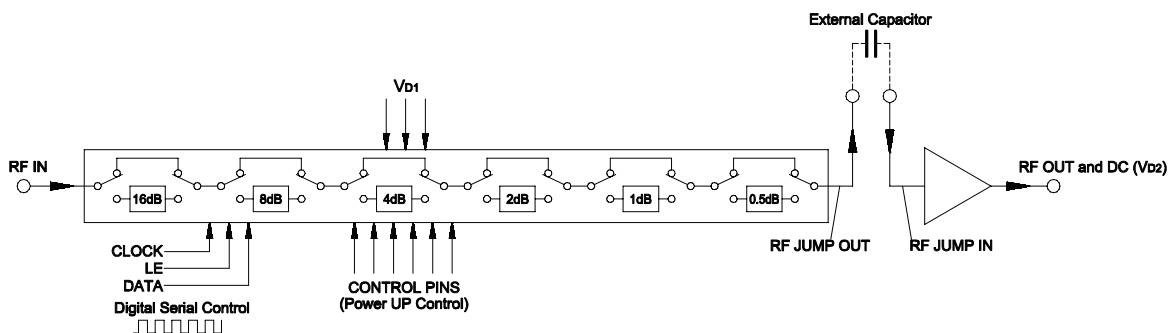 External Capacitor
VD1
RF IN
RF OUT and DC (VD2)
16dB
8dB
4dB
2dB
1dB
0.5dB
RF JUMP OUT
RF JUMP IN
CLOCK
LE
DATA
CONTROL PINS
(Power UP Control)
Digital Serial Control